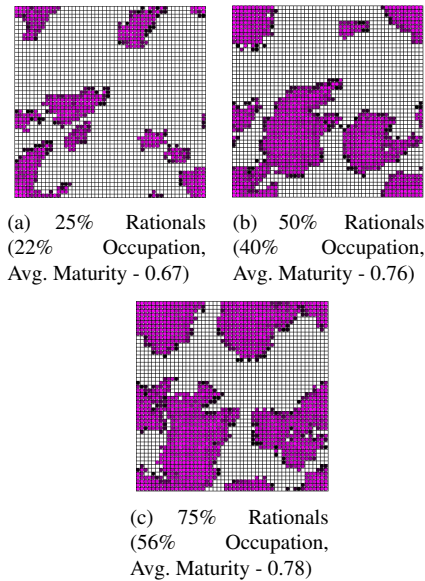 (a) 25% Rationals
(22% Occupation,
Avg. Maturity - 0.67)
(b) 50% Rationals
(40% Occupation,
Avg. Maturity - 0.76)
(c) 75% Rationals
(56% Occupation,
Avg. Maturity - 0.78)